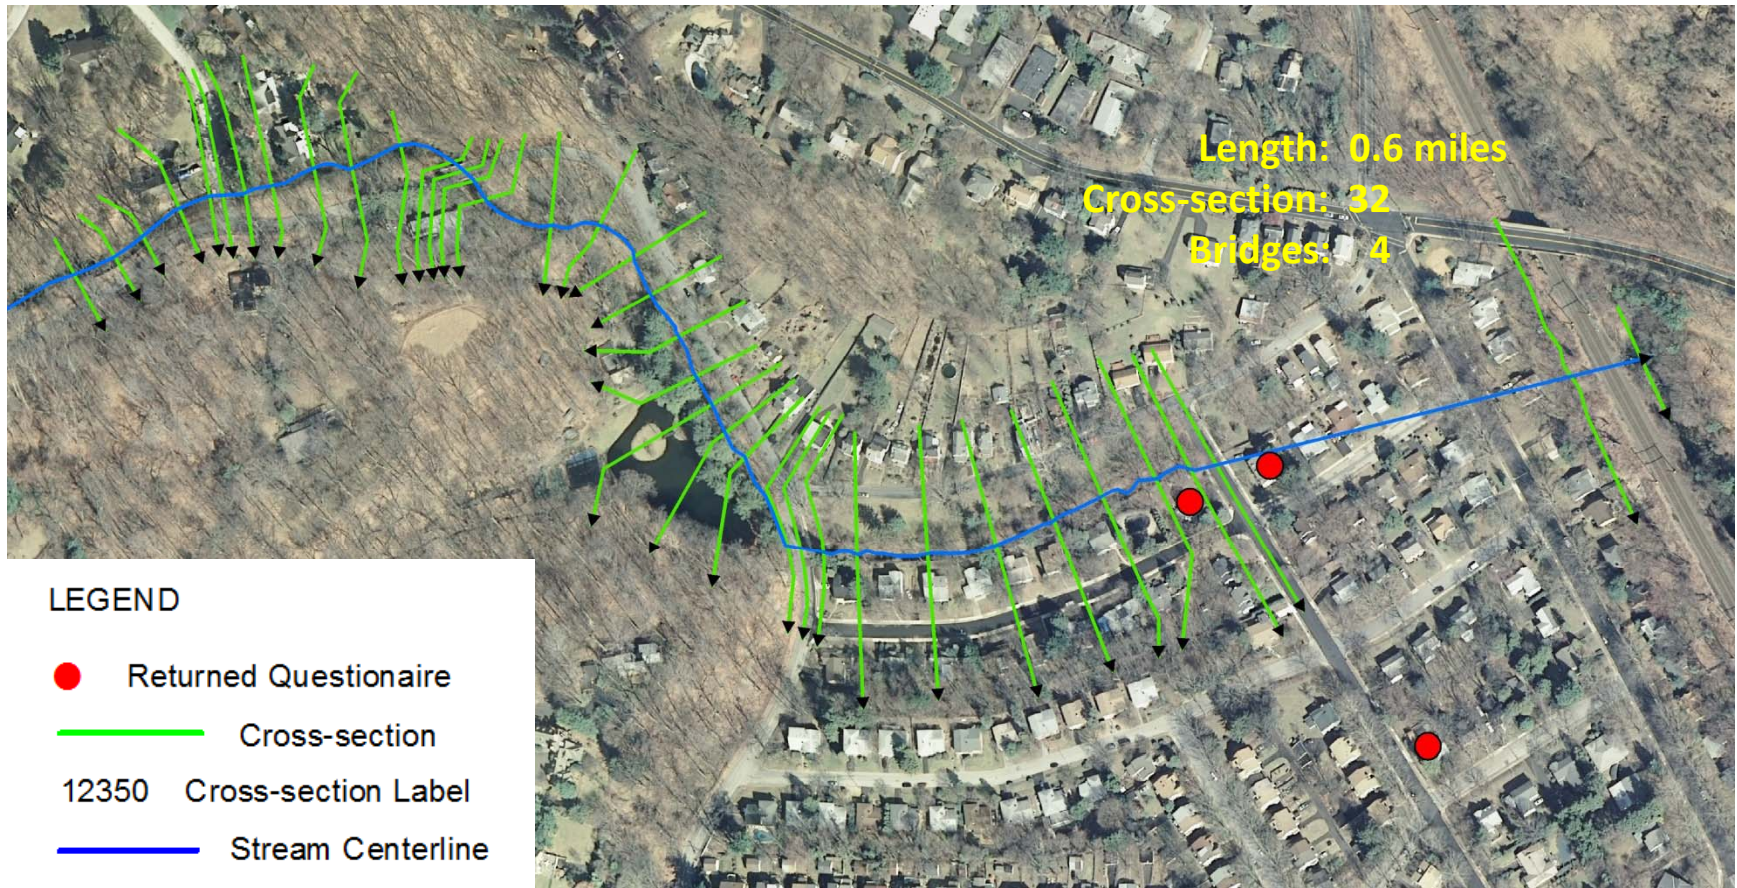 Length: 0.6 miles
Cross-section: 32
Bridges: 4
LEGEND
Returned Questionaire
Cross-section
12350 Cross-section Label
Stream Centerline